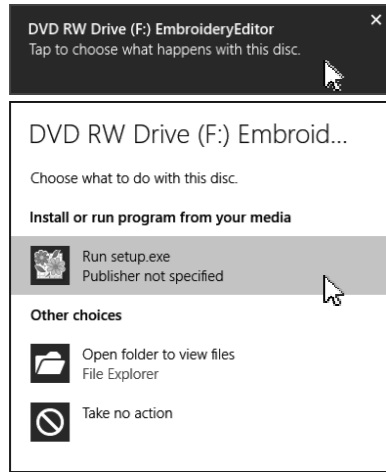 DVD RW Drive (F:) EmbroideryEditor
Tap to choose what happens with this disc.
DVD RW Drive (F:) Embroid...
Choose what to do with this disc.
Install or run program from your media
Run setup.exe
Publisher not specified
Other choices
Open folder to view files
File Explorer
Take no action